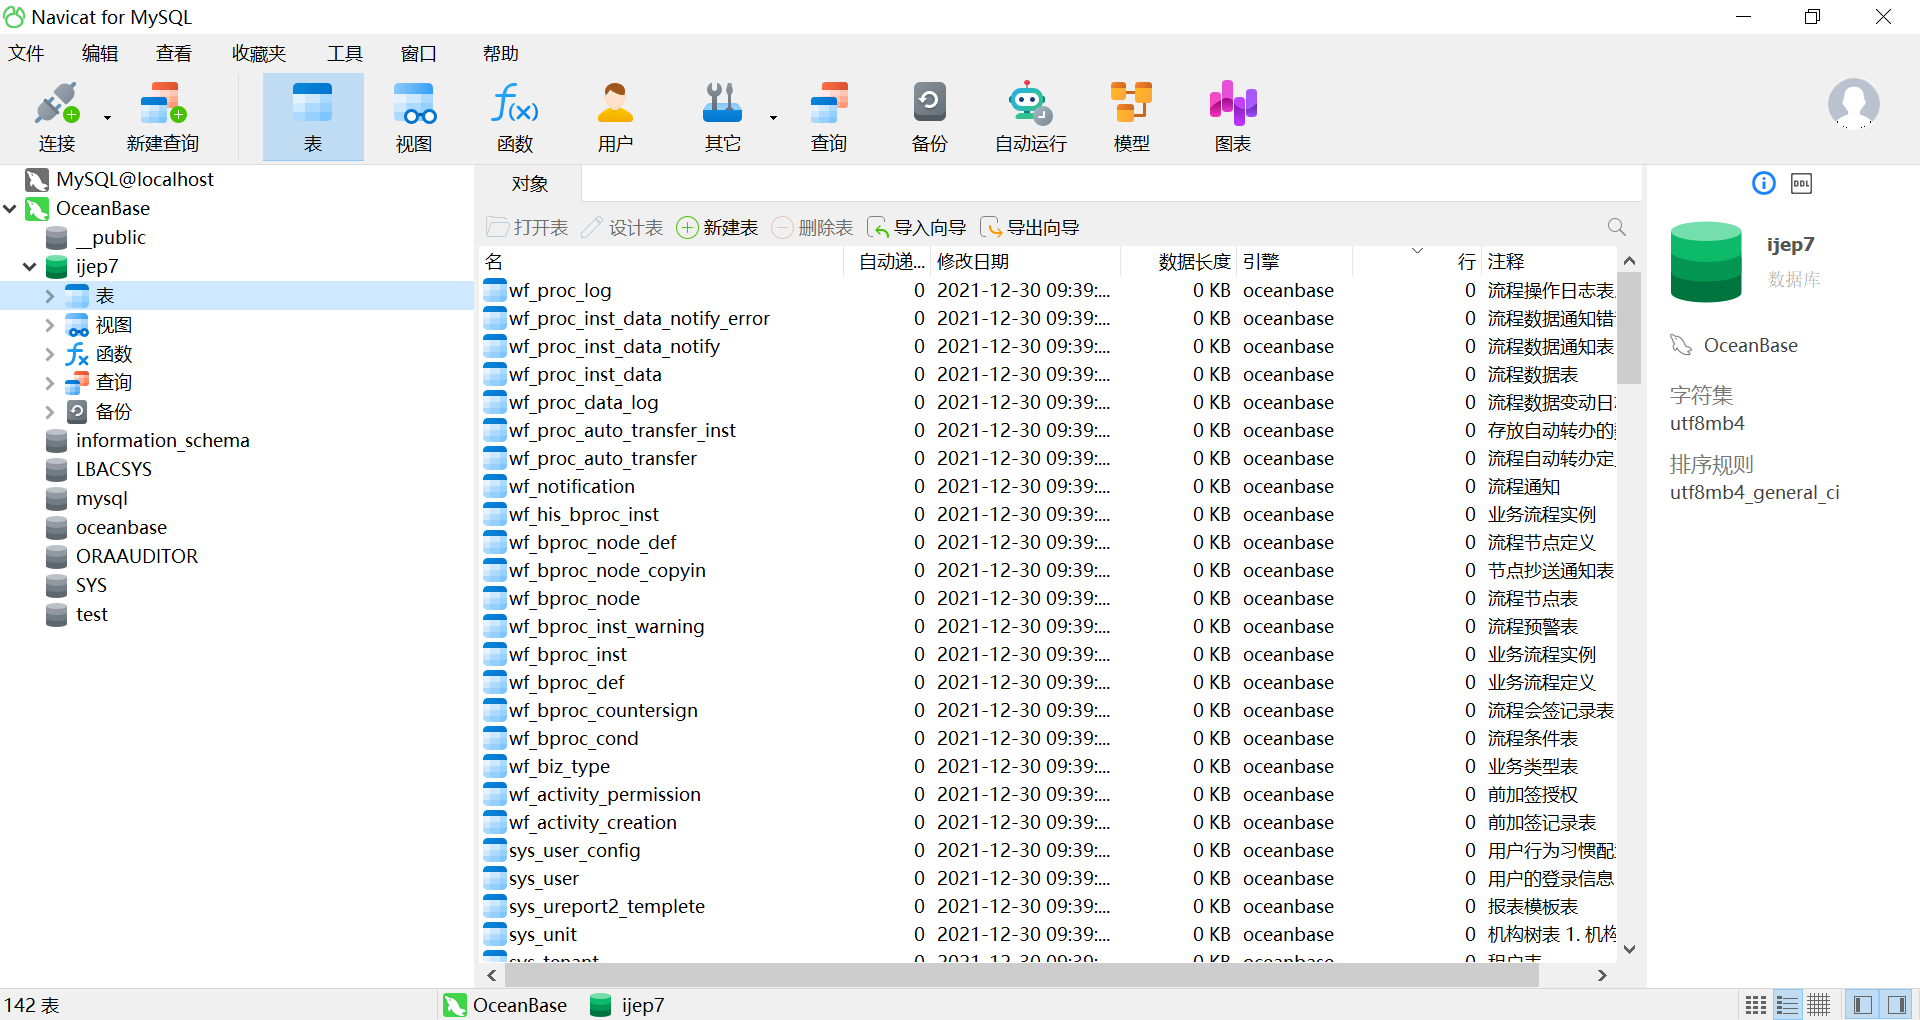 Navicat for MySQL
文件 编辑 查看 收藏夹 工具 窗口 帮助
连接 新建查询 表 视图 函数 用户 其它 查询 备份 自动运行 模型 图表
MySQL@localhost
OceanBase
__public
ijep7
表
视图
函数
查询
备份
information_schema
LBACSYS
mysql
oceanbase
ORAAUDITOR
SYS
test
对象
打开表 设计表 新建表 删除表 导入向导 导出向导
名 自动递... 修改日期 数据长度 引擎 行 注释
wf_proc_log 0 2021-12-30 09:39:... 0 KB oceanbase 0 流程操作日志表
wf_proc_inst_data_notify_error 0 2021-12-30 09:39:... 0 KB oceanbase 0 流程数据通知错
wf_proc_inst_data_notify 0 2021-12-30 09:39:... 0 KB oceanbase 0 流程数据通知表
wf_proc_inst_data 0 2021-12-30 09:39:... 0 KB oceanbase 0 流程数据表
wf_proc_data_log 0 2021-12-30 09:39:... 0 KB oceanbase 0 流程数据变动日
wf_proc_auto_transfer_inst 0 2021-12-30 09:39:... 0 KB oceanbase 0 存放自动转办的
wf_proc_auto_transfer 0 2021-12-30 09:39:... 0 KB oceanbase 0 流程自动转办定
wf_notification 0 2021-12-30 09:39:... 0 KB oceanbase 0 流程通知
wf_his_bproc_inst 0 2021-12-30 09:39:... 0 KB oceanbase 0 业务流程实例
wf_bproc_node_def 0 2021-12-30 09:39:... 0 KB oceanbase 0 流程节点定义
wf_bproc_node_copyin 0 2021-12-30 09:39:... 0 KB oceanbase 0 节点抄送通知表
wf_bproc_node 0 2021-12-30 09:39:... 0 KB oceanbase 0 流程节点表
wf_bproc_inst_warning 0 2021-12-30 09:39:... 0 KB oceanbase 0 流程预警表
wf_bproc_inst 0 2021-12-30 09:39:... 0 KB oceanbase 0 业务流程实例
wf_bproc_def 0 2021-12-30 09:39:... 0 KB oceanbase 0 业务流程定义
wf_bproc_countersign 0 2021-12-30 09:39:... 0 KB oceanbase 0 流程会签记录表
wf_bproc_cond 0 2021-12-30 09:39:... 0 KB oceanbase 0 流程条件表
wf_biz_type 0 2021-12-30 09:39:... 0 KB oceanbase 0 业务类型表
wf_activity_permission 0 2021-12-30 09:39:... 0 KB oceanbase 0 前加签授权
wf_activity_creation 0 2021-12-30 09:39:... 0 KB oceanbase 0 前加签记录表
sys_user_config 0 2021-12-30 09:39:... 0 KB oceanbase 0 用户行为习惯配
sys_user 0 2021-12-30 09:39:... 0 KB oceanbase 0 用户的登录信息
sys_ureport2_templete 0 2021-12-30 09:39:... 0 KB oceanbase 0 报表模板表
sys_unit 0 2021-12-30 09:39:... 0 KB oceanbase 0 机构树表 1. 机构
DDL
ijep7
数据库
OceanBase
字符集
utf8mb4
排序规则
utf8mb4_general_ci
142 表 OceanBase ijep7